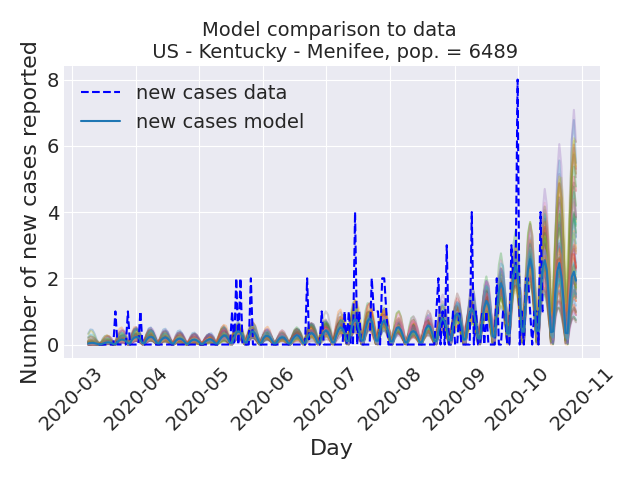 Model comparison to data
US - Kentucky - Menifee, pop. = 6489
Number of new cases reported
8
6
4
2
0
new cases data
new cases model
2020-03
2020-04
2020-05
2020-06
2020-07
2020-08
2020-09
2020-10
2020-11
Day